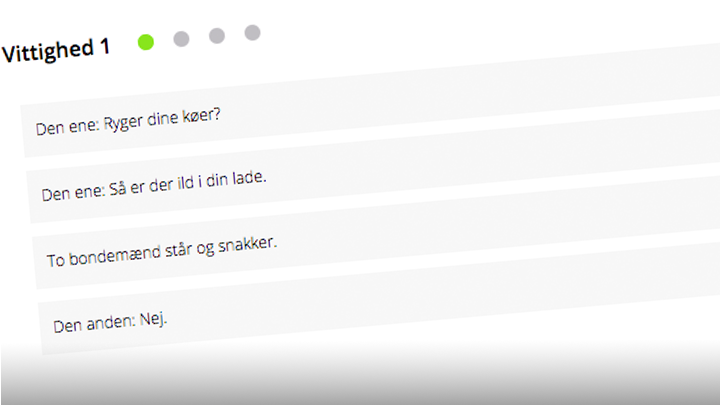 Vittighed 1
Den ene: Ryger dine køer?
Den ene: Så er der ild i din lade.
To bondemænd står og snakker.
Den anden: Nej.